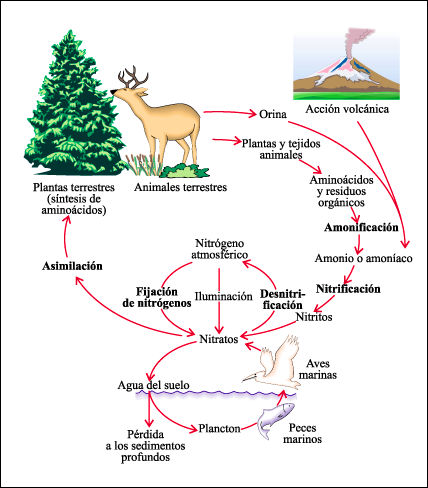 Orina
Acción volcánica
Plantas y tejidos
animales
Plantas terrestres
(síntesis de
aminoácidos)
Animales terrestres
Aminoácidos
y residuos
orgánicos
Amonificación
Nitrógeno
atmosférico
Amonio o amoníaco
Asimilación
Fijación
de nitrógenos
Iluminación
Desnitri-
ficación
Nitrificación
Nitritos
Nitratos
Aves
marinas
Agua del suelo
Pérdida
a los sedimentos
profundos
Plancton
Peces
marinos